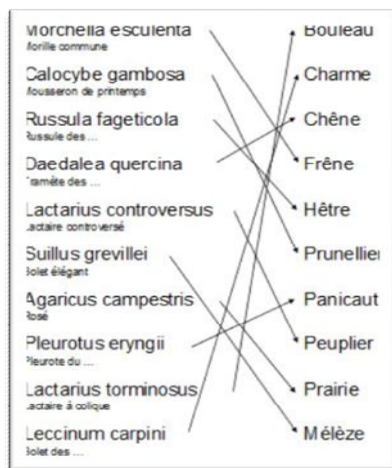 Morchella esculenta
Morille commune
Calocybe gambosa
Mousseron de printemps
Russula fageticola
Russule des ...
Daedalea quercina
Tramète des ...
Lactarius controversus
Lactaire controversé
Suillus grevillei
Bolet élégant
Agaricus campestris
Rosé
Pleurotus eryngii
Pleurote du ...
Lactarius torminosus
Lactaire à colique
Leccinum carpini
Bolet des ...
Bouleau
Charme
Chêne
Frêne
Hêtre
Prunellier
Panicaut
Peuplier
Prairie
Mélèze